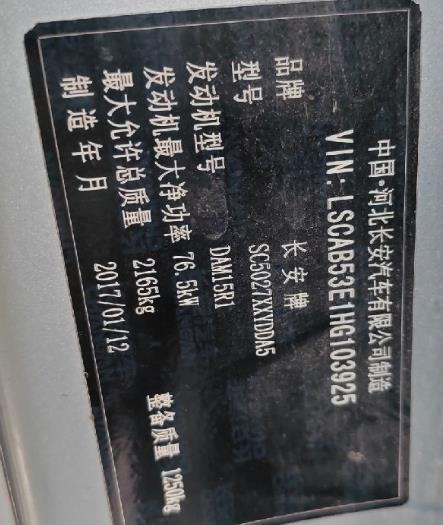 中国·河北长安汽车有限公司制造
VIN: LSCAB53E1HG103925
品牌 长安牌
型号 SC5027XXYDDA5
发动机型号 DAM15R1
发动机最大净功率 76.5kW
最大允许总质量 2165kg 整备质量 1250kg
制造年月 2017/01/12